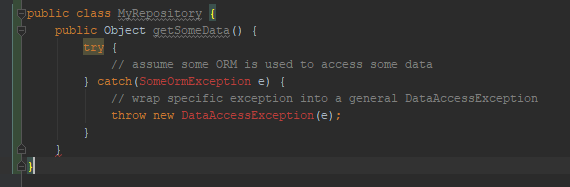 public class MyRepository {
    public Object getSomeData() {
        try {
            // assume some ORM is used to access some data
        } catch(SomeOrmException e) {
            // wrap specific exception into a general DataAccessException
            throw new DataAccessException(e);
        }
    }
}